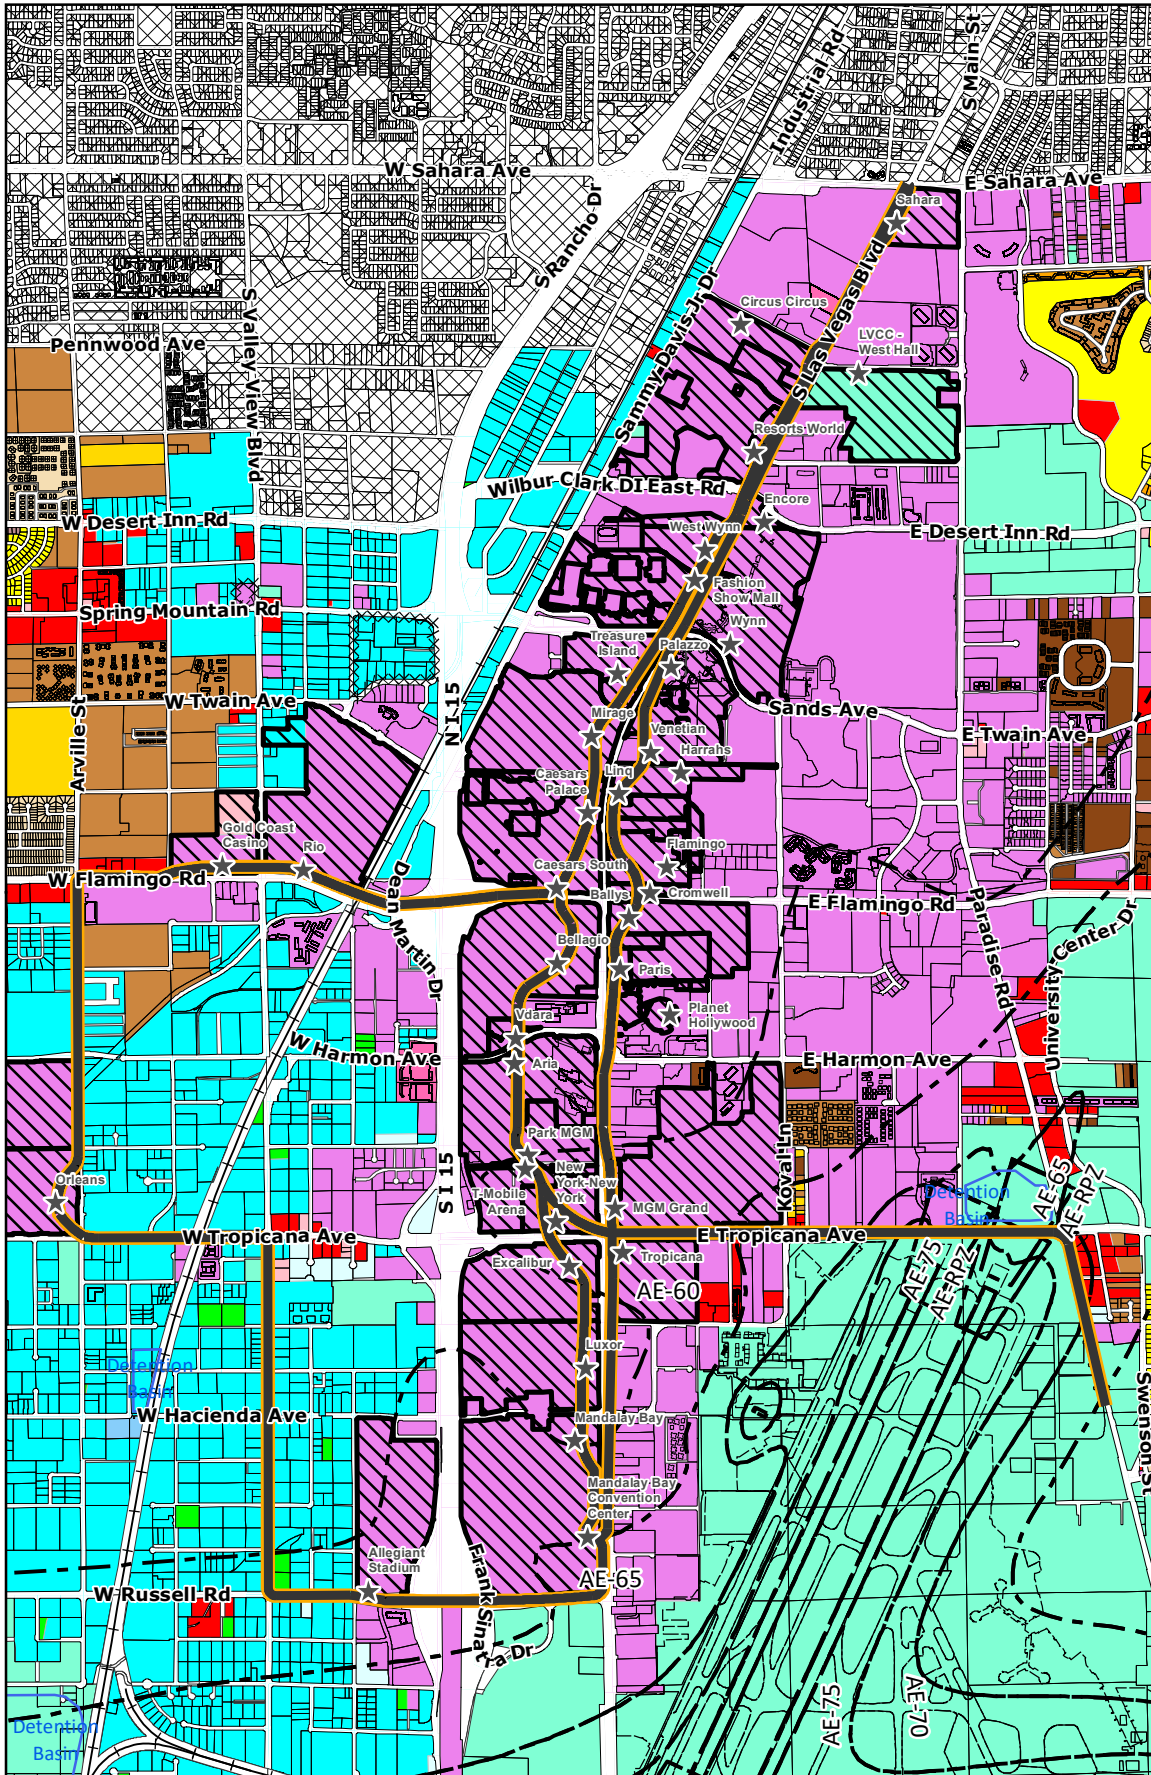 Industrial Rd
S Main St
W Sahara Ave
E Sahara Ave
S Rancho Dr
Sahara
S Valley View Blvd
Sammy Davis Jr Dr
Circus Circus
S Las Vegas Blvd
LVCC -
West Hall
Pennwood Ave
Resorts World
Wilbur Clark DI East Rd
Encore
W Desert Inn Rd
West Wynn
E Desert Inn Rd
Fashion
Show Mall
Spring Mountain Rd
Wynn
Treasure
Island
Palazzo
W Twain Ave
N I 15
Mirage
Sands Ave
Arville St
Venetian
E Twain Ave
Harrahs
Caesars
Palace
Linq
Gold Coast
Casino
Rio
Flamingo
Caesars South
W Flamingo Rd
Dean Martin Dr
Ballys
Cromwell
E Flamingo Rd
Paradise Rd
University Center Dr
Bellagio
Paris
Vdara
Planet
Hollywood
W Harmon Ave
Aria
E Harmon Ave
Park MGM
Koval Ln
S I 15
New
York-New
York
T-Mobile
Arena
Orleans
MGM Grand
Detention
Basin
AE-65
AE-RPZ
W Tropicana Ave
E Tropicana Ave
Excalibur
Tropicana
AE-60
AE-75
AE-RPZ
Luxor
Detention
Basin
Swenson St
W Hacienda Ave
Mandalay Bay
Mandalay Bay
Convention
Center
Allegiant
Stadium
AE-65
W Russell Rd
Frank Sinatra Dr
AE-75
AE-70
Detention
Basin